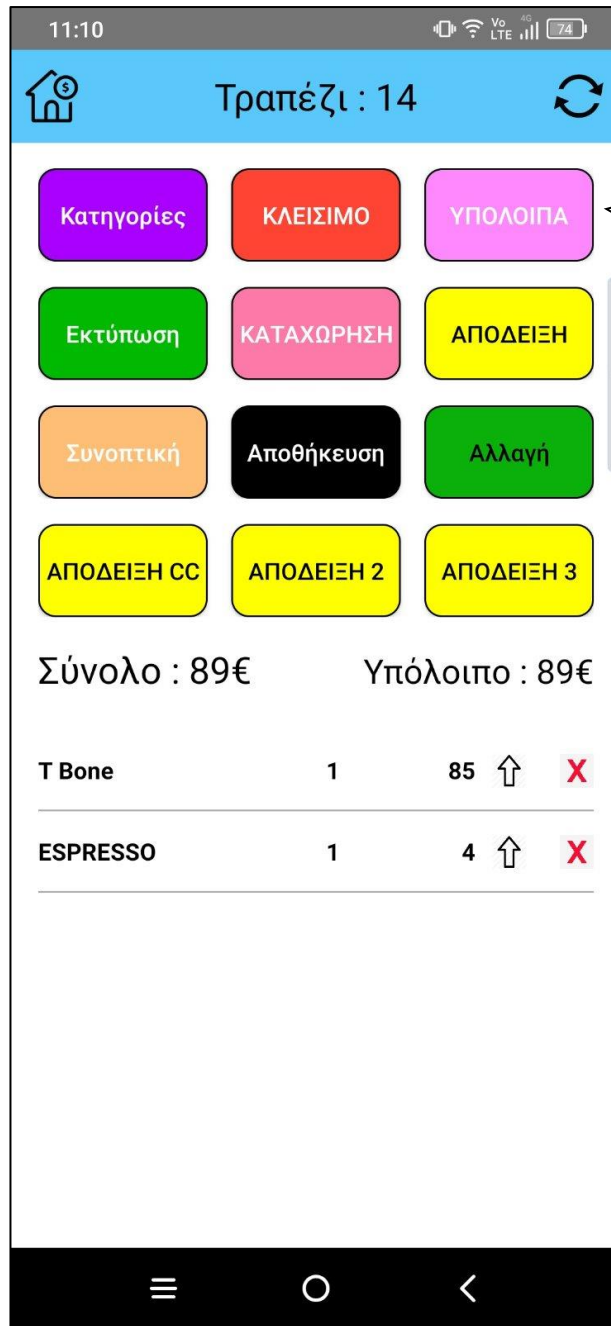 11:10 Vo LTE 4G 74
Τραπέζι : 14
Κατηγορίες ΚΛΕΙΣΙΜΟ ΥΠΟΛΟΙΠΑ
Εκτύπωση ΚΑΤΑΧΩΡΗΣΗ ΑΠΟΔΕΙΞΗ
Συνοπτική Αποθήκευση Αλλαγή
ΑΠΟΔΕΙΞΗ CC ΑΠΟΔΕΙΞΗ 2 ΑΠΟΔΕΙΞΗ 3
Σύνολο : 89€ Υπόλοιπο : 89€
T Bone 1 85 X
ESPRESSO 1 4 X